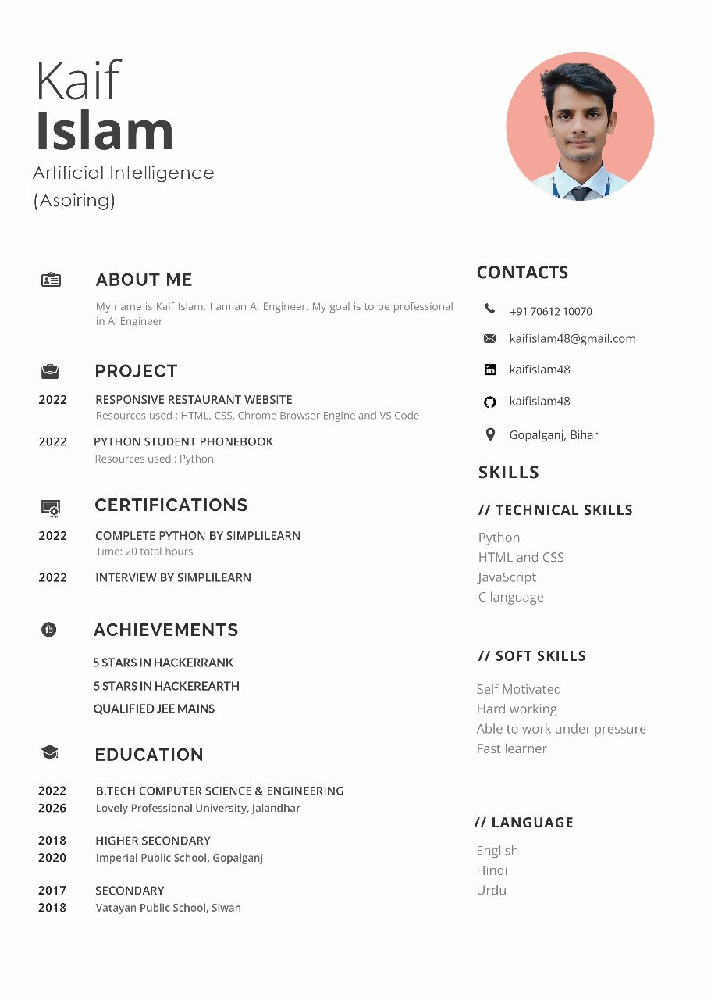 Kaif
Islam
Artificial Intelligence
(Aspiring)
ABOUT ME
My name is Kaif Islam. I am an AI Engineer. My goal is to be professional
in AI Engineer
PROJECT
2022 RESPONSIVE RESTAURANT WEBSITE
Resources used : HTML, CSS, Chrome Browser Engine and VS Code
2022 PYTHON STUDENT PHONEBOOK
Resources used : Python
CERTIFICATIONS
2022 COMPLETE PYTHON BY SIMPLILEARN
Time: 20 total hours
2022 INTERVIEW BY SIMPLILEARN
ACHIEVEMENTS
5 STARS IN HACKERRANK
5 STARS IN HACKEREARTH
QUALIFIED JEE MAINS
EDUCATION
2022 B.TECH COMPUTER SCIENCE & ENGINEERING
2026 Lovely Professional University, Jalandhar
2018 HIGHER SECONDARY
2020 Imperial Public School, Gopalganj
2017 SECONDARY
2018 Vatayan Public School, Siwan
CONTACTS
+91 70612 10070
kaifislam48@gmail.com
kaifislam48
kaifislam48
Gopalganj, Bihar
SKILLS
// TECHNICAL SKILLS
Python
HTML and CSS
JavaScript
C language
// SOFT SKILLS
Self Motivated
Hard working
Able to work under pressure
Fast learner
// LANGUAGE
English
Hindi
Urdu